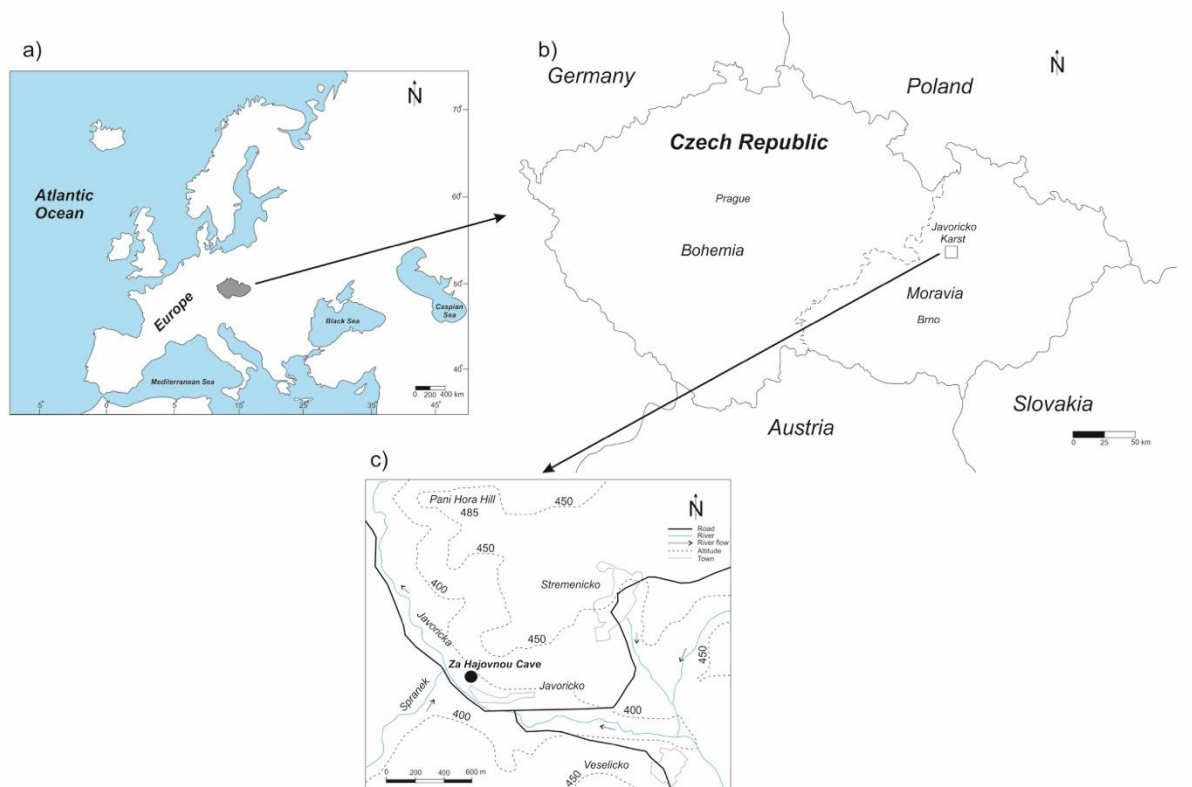 a)
N
70°
Atlantic
Ocean
60°
Europe
50°
Caspian
Sea
Black Sea
Mediterranean Sea
40°
0 200 400 km
5° 0 5° 15° 25° 35° 45°
b)
Germany
Poland
N
Czech Republic
Prague
Javoricko
Karst
Bohemia
Moravia
Brno
Slovakia
Austria
0 25 50 km
c)
Pani Hora Hill
485
450
N
Road
River
River flow
Altitude
Town
450
400
Stremenicko
Javoricka
450
450
Za Hajovnou Cave
Javoricko
Spranek
400
400
Veselicko
450
0 200 400 600 m